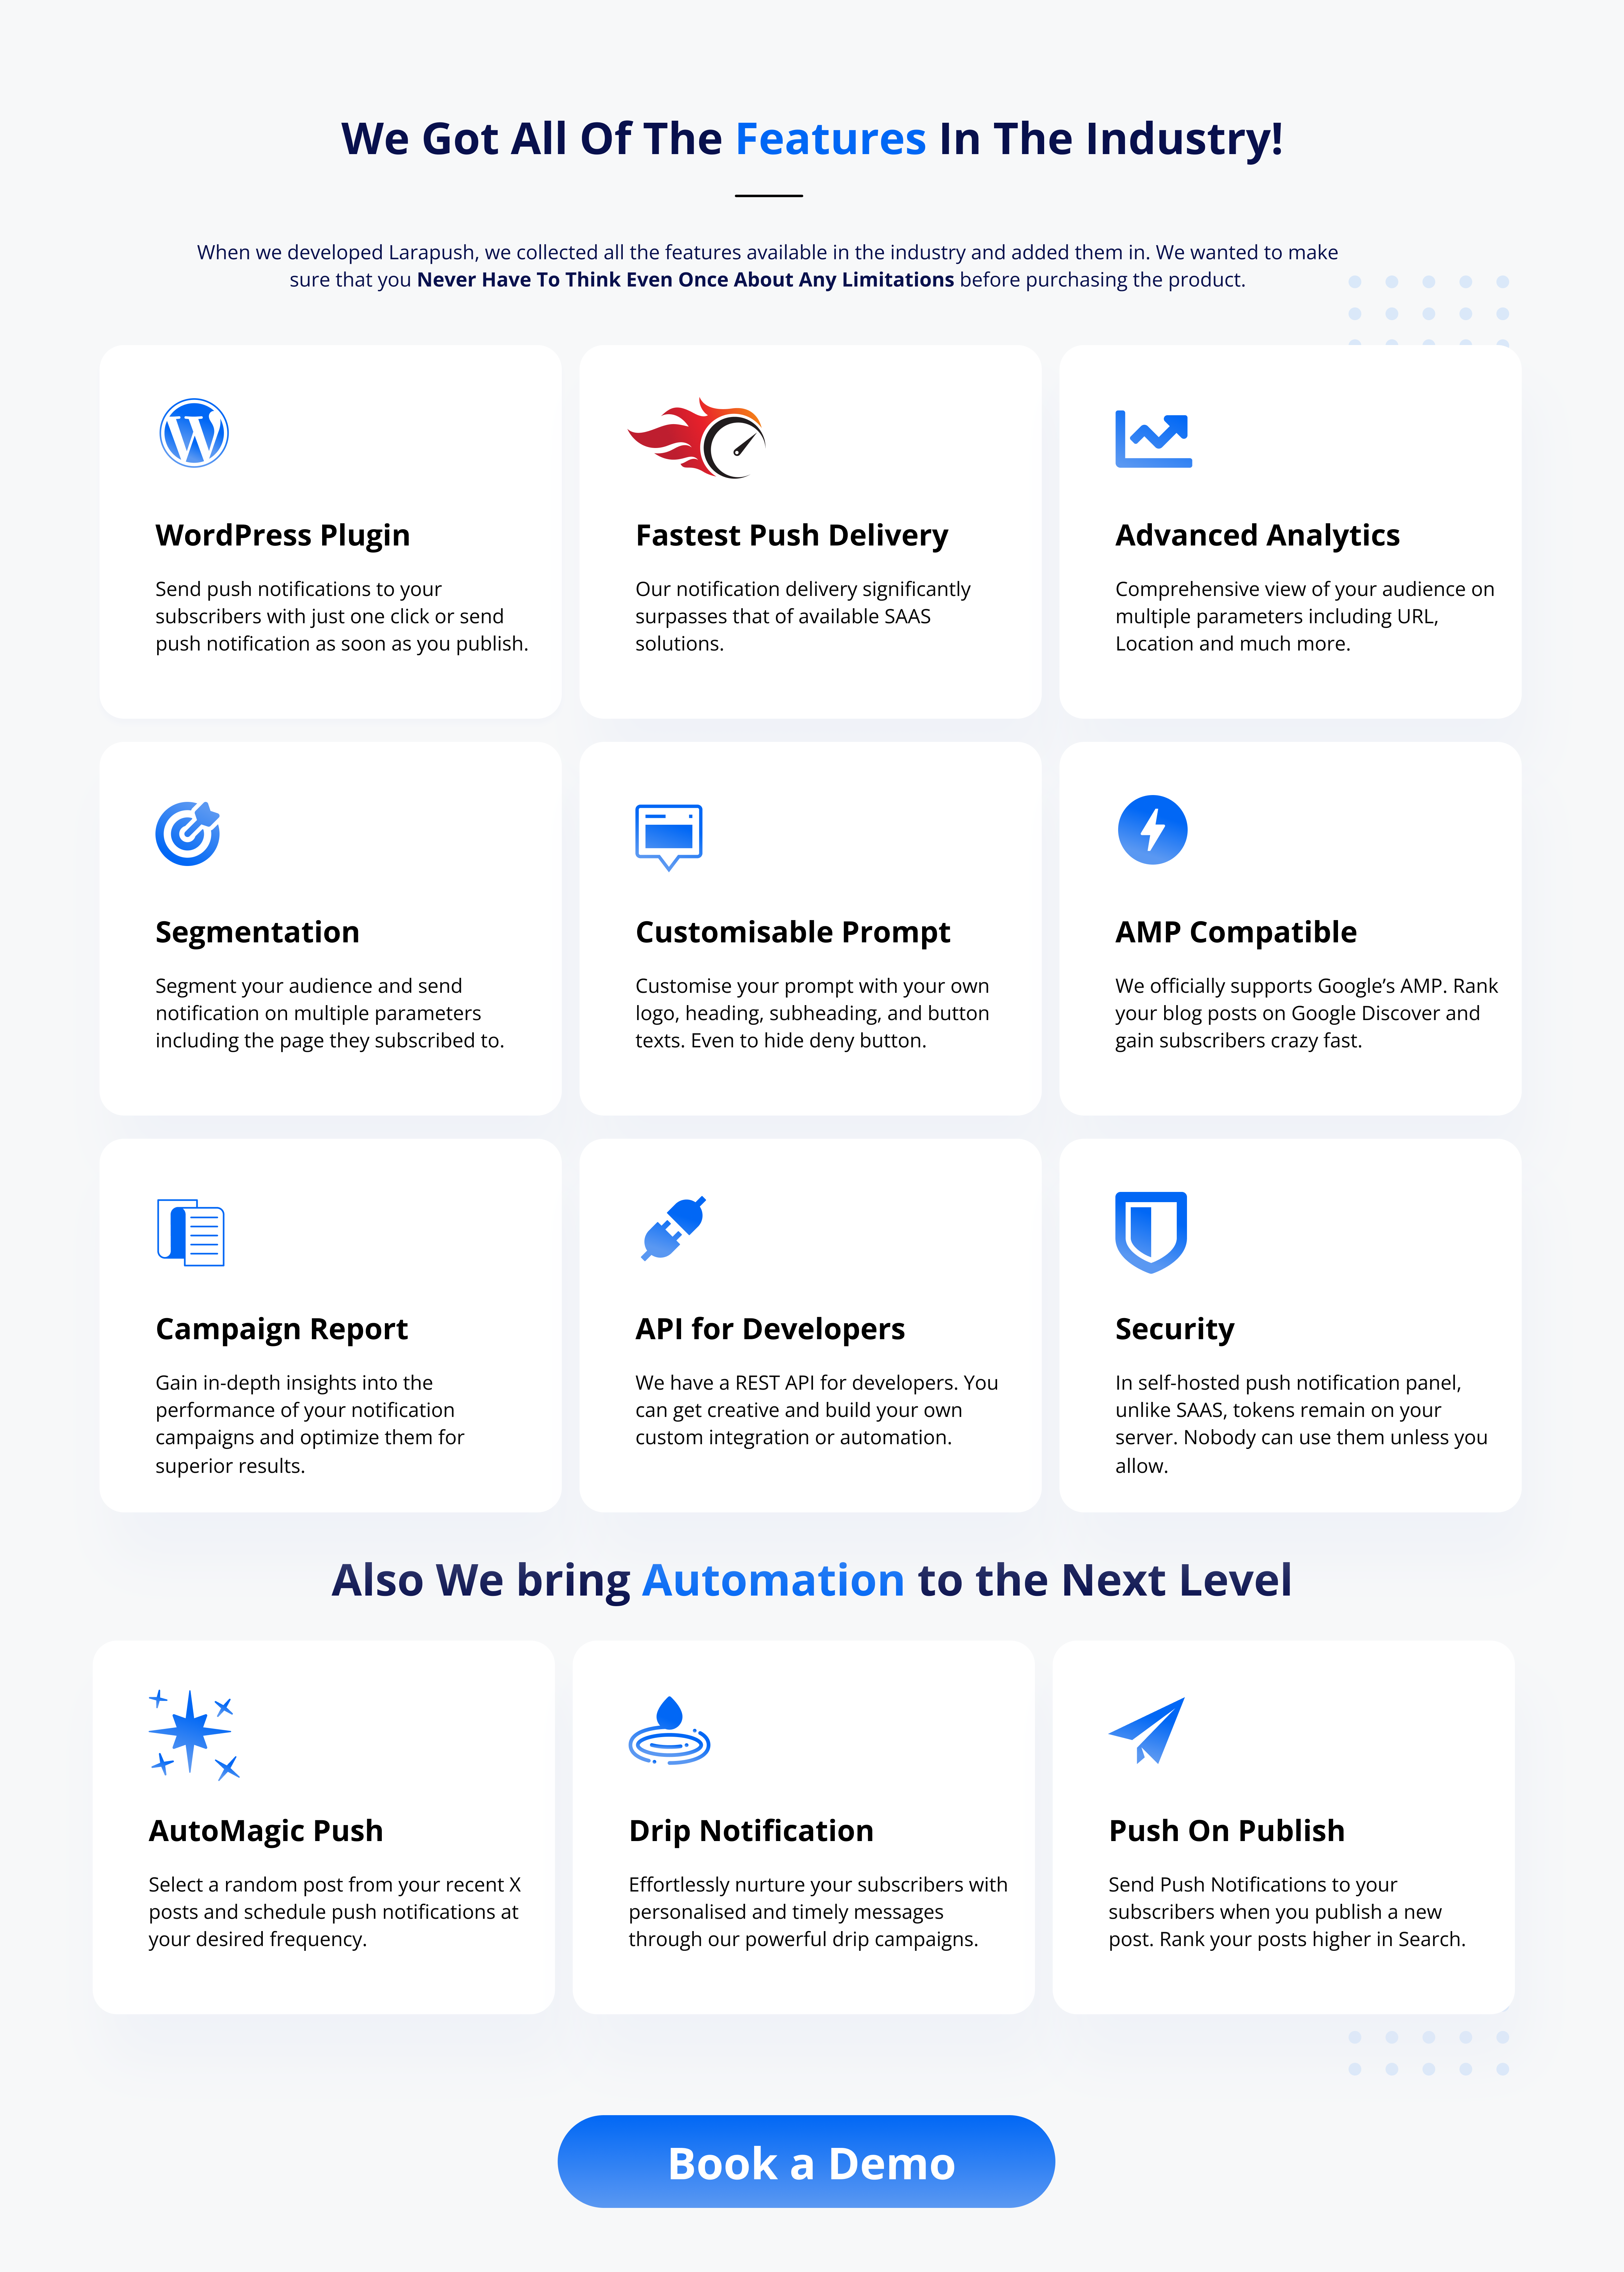 We Got All Of The Features In The Industry!
When we developed Larapush, we collected all the features available in the industry and added them in. We wanted to make
sure that you Never Have To Think Even Once About Any Limitations before purchasing the product.
WordPress Plugin
Send push notifications to your
subscribers with just one click or send
push notification as soon as you publish.
Fastest Push Delivery
Our notification delivery significantly
surpasses that of available SAAS
solutions.
Advanced Analytics
Comprehensive view of your audience on
multiple parameters including URL,
Location and much more.
Segmentation
Segment your audience and send
notification on multiple parameters
including the page they subscribed to.
Customisable Prompt
Customise your prompt with your own
logo, heading, subheading, and button
texts. Even to hide deny button.
AMP Compatible
We officially supports Google’s AMP. Rank
your blog posts on Google Discover and
gain subscribers crazy fast.
Campaign Report
Gain in-depth insights into the
performance of your notification
campaigns and optimize them for
superior results.
API for Developers
We have a REST API for developers. You
can get creative and build your own
custom integration or automation.
Security
In self-hosted push notification panel,
unlike SAAS, tokens remain on your
server. Nobody can use them unless you
allow.
Also We bring Automation to the Next Level
AutoMagic Push
Select a random post from your recent X
posts and schedule push notifications at
your desired frequency.
Drip Notification
Effortlessly nurture your subscribers with
personalised and timely messages
through our powerful drip campaigns.
Push On Publish
Send Push Notifications to your
subscribers when you publish a new
post. Rank your posts higher in Search.
Book a Demo